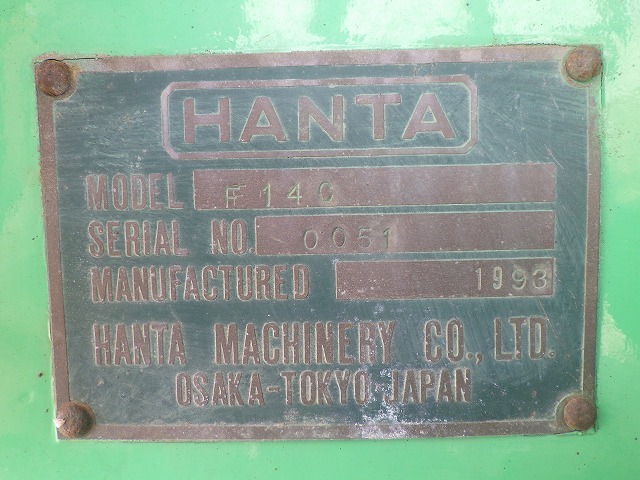 HANTA
MODEL F14C
SERIAL NO. 0051
MANUFACTURED 1993
HANTA MACHINERY CO., LTD.
OSAKA-TOKYO-JAPAN